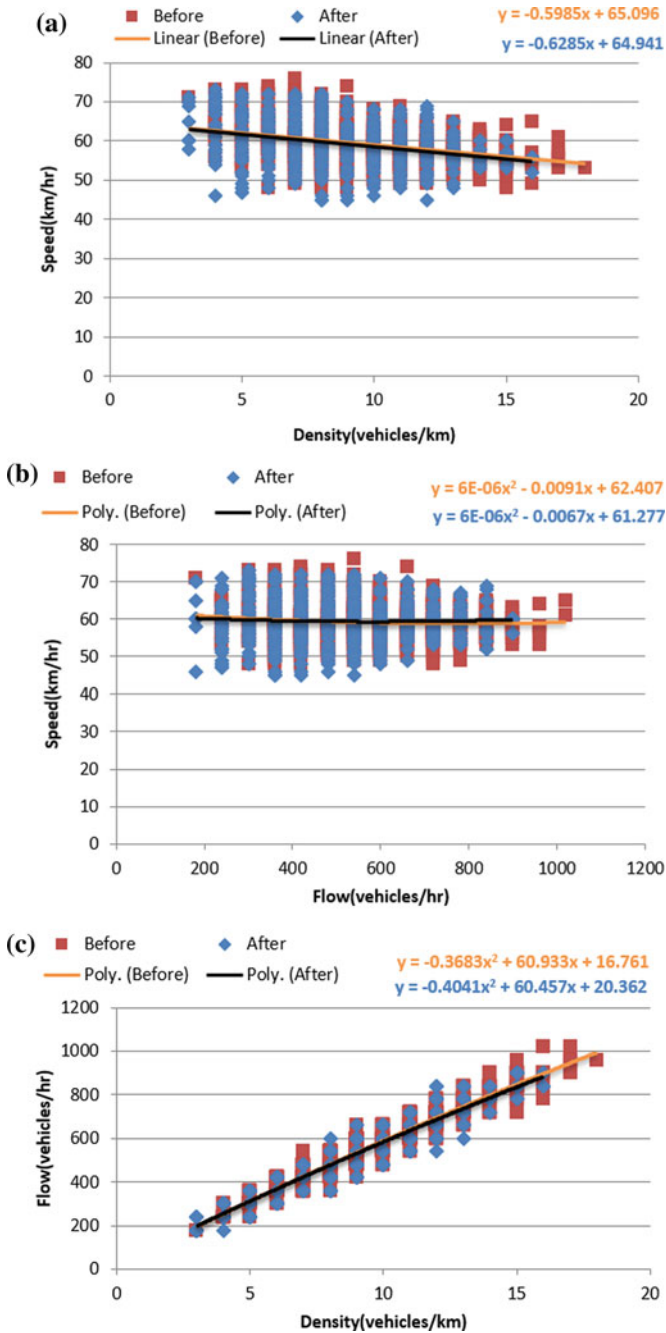 (a)
Before After
Linear (Before) Linear (After)
y = -0.5985x + 65.096
y = -0.6285x + 64.941
80
70
60
50
40
30
20
10
0
Speed(km/hr)
0 5 10 15 20
Density(vehicles/km)
(b)
Before After
Poly. (Before) Poly. (After)
y = 6E-06x² - 0.0091x + 62.407
y = 6E-06x² - 0.0067x + 61.277
80
70
60
50
40
30
20
10
0
Speed(km/hr)
0 200 400 600 800 1000 1200
Flow(vehicles/hr)
(c)
Before After
Poly. (Before) Poly. (After)
y = -0.3683x² + 60.933x + 16.761
y = -0.4041x² + 60.457x + 20.362
1200
1000
800
600
400
200
0
Flow(vehicles/hr)
0 5 10 15 20
Density(vehicles/km)